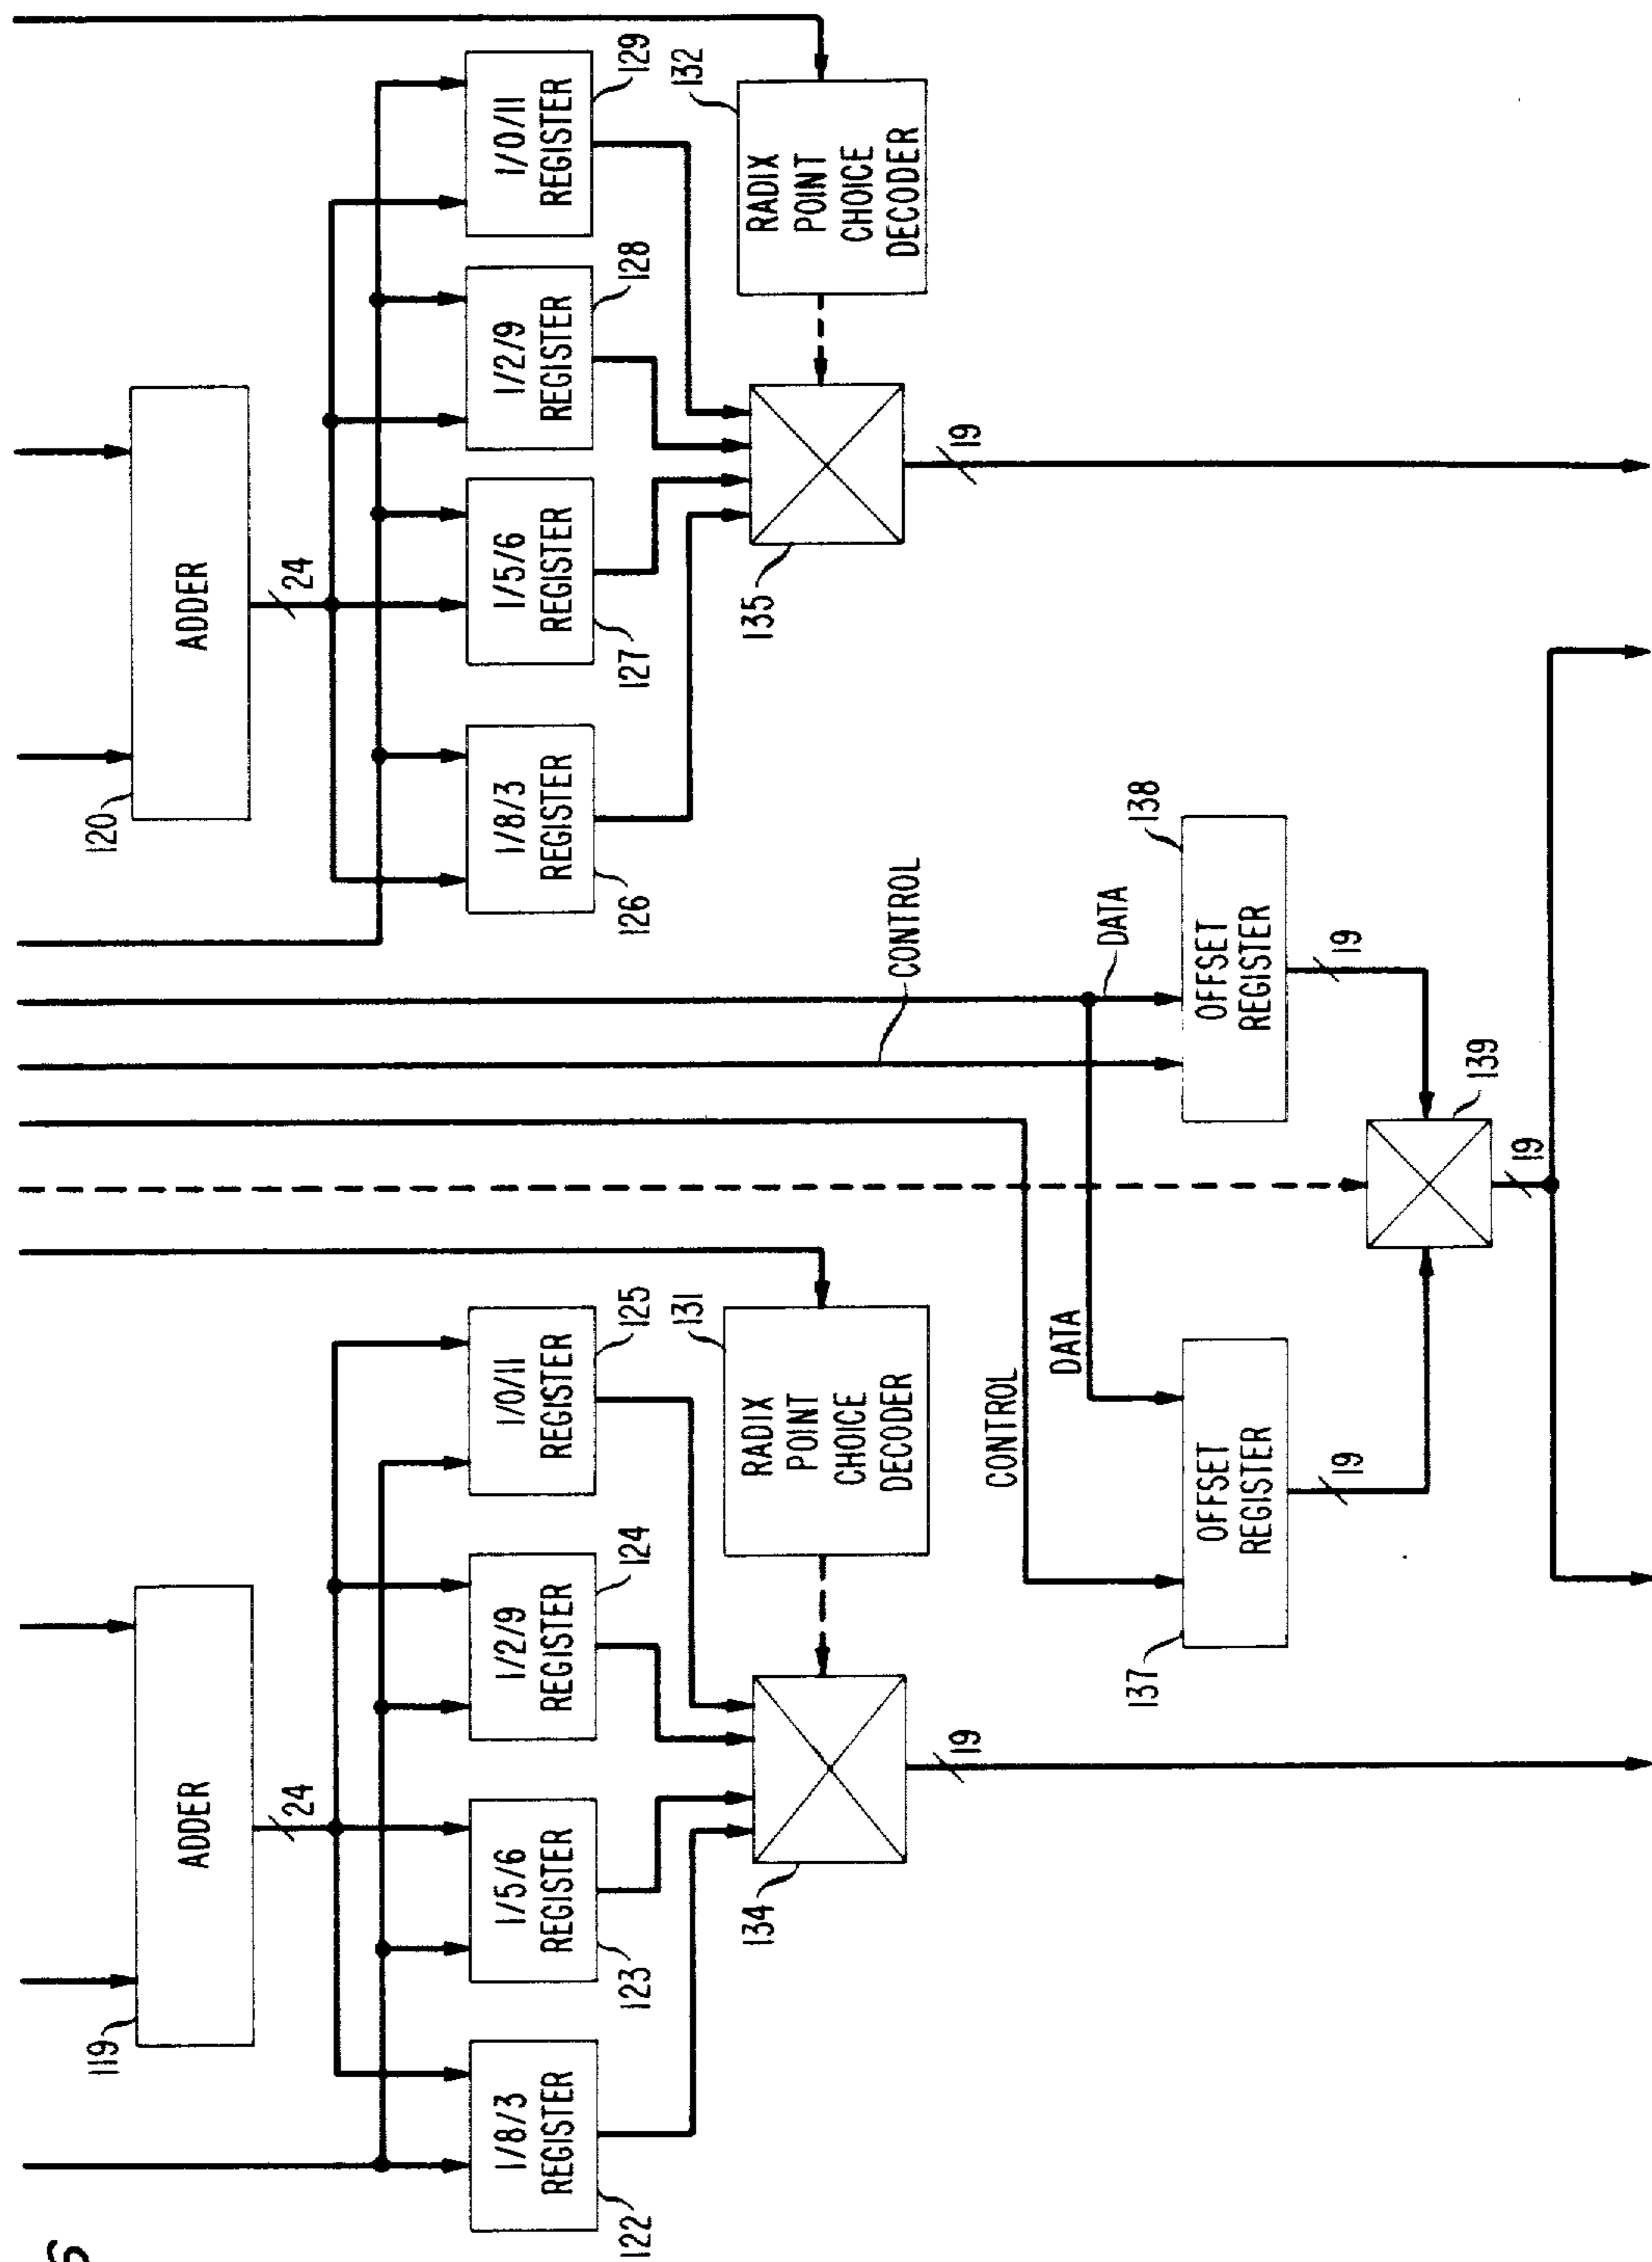 119
ADDER
24
120
ADDER
24
1/8/3
REGISTER
122
1/5/6
REGISTER
123
1/2/9
REGISTER
124
1/0/11
REGISTER
125
1/8/3
REGISTER
126
1/5/6
REGISTER
127
1/2/9
REGISTER
128
1/0/11
REGISTER
129
RADIX
POINT
CHOICE
DECODER
131
RADIX
POINT
CHOICE
DECODER
132
134
19
135
19
CONTROL
DATA
CONTROL
DATA
OFFSET
REGISTER
137
19
OFFSET
REGISTER
138
19
139
19